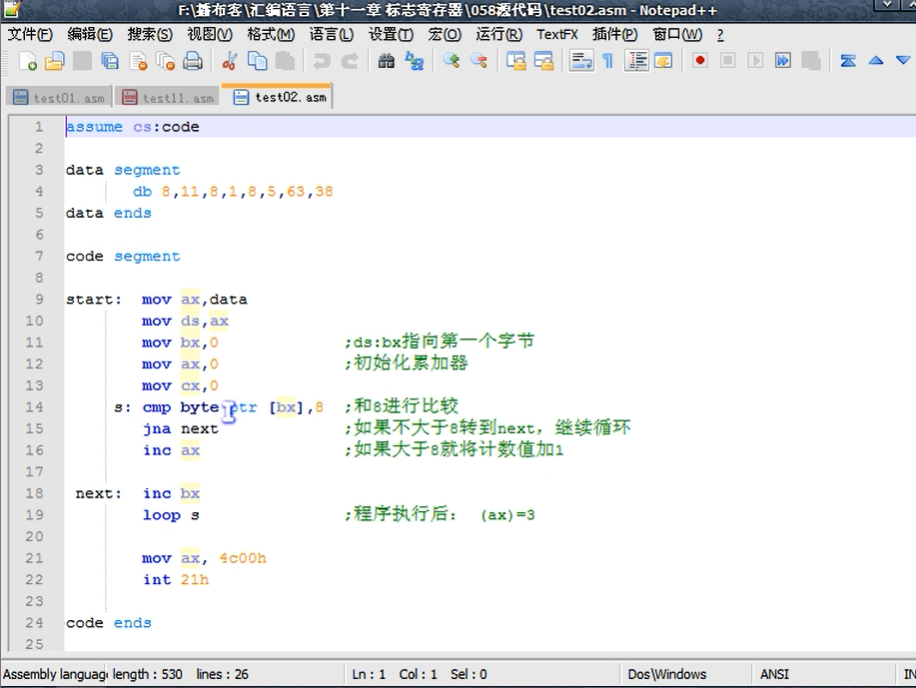 F:\播布客\汇编语言\第十一章 标志寄存器\058源代码\test02.asm - Notepad++
文件(F) 编辑(E) 搜索(S) 视图(V) 格式(M) 语言(L) 设置(T) 宏(O) 运行(R) TextFX 插件(P) 窗口(W) ?
test01.asm test11.asm test02.asm
1 assume cs:code
2
3 data segment
4 db 8,11,8,1,8,5,63,38
5 data ends
6
7 code segment
8
9 start: mov ax,data
10 mov ds,ax
11 mov bx,0 ;ds:bx指向第一个字节
12 mov ax,0 ;初始化累加器
13 mov cx,0
14 s: cmp byte ptr [bx],8 ;和8进行比较
15 jna next ;如果不大于8转到next，继续循环
16 inc ax ;如果大于8就将计数值加1
17
18 next: inc bx
19 loop s ;程序执行后： (ax)=3
20
21 mov ax, 4c00h
22 int 21h
23
24 code ends
25
Assembly languag length : 530 lines : 26 Ln : 1 Col : 1 Sel : 0 Dos\Windows ANSI IN